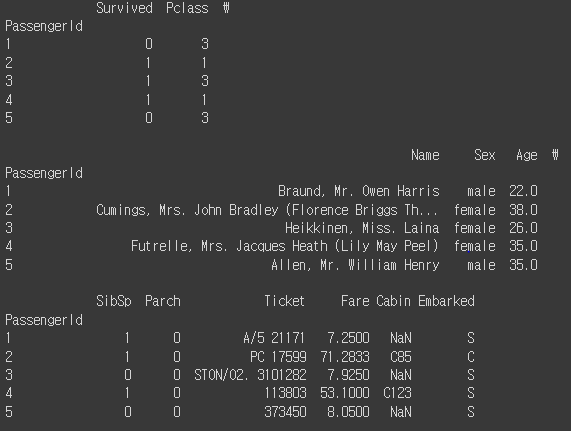 Survived Pclass ₩
PassengerId
1 0 3
2 1 1
3 1 3
4 1 1
5 0 3
Name Sex Age ₩
PassengerId
1 Braund, Mr. Owen Harris male 22.0
2 Cumings, Mrs. John Bradley (Florence Briggs Th... female 38.0
3 Heikkinen, Miss. Laina female 26.0
4 Futrelle, Mrs. Jacques Heath (Lily May Peel) female 35.0
5 Allen, Mr. William Henry male 35.0
SibSp Parch Ticket Fare Cabin Embarked
PassengerId
1 1 0 A/5 21171 7.2500 NaN S
2 1 0 PC 17599 71.2833 C85 C
3 0 0 STON/O2. 3101282 7.9250 NaN S
4 1 0 113803 53.1000 C123 S
5 0 0 373450 8.0500 NaN S